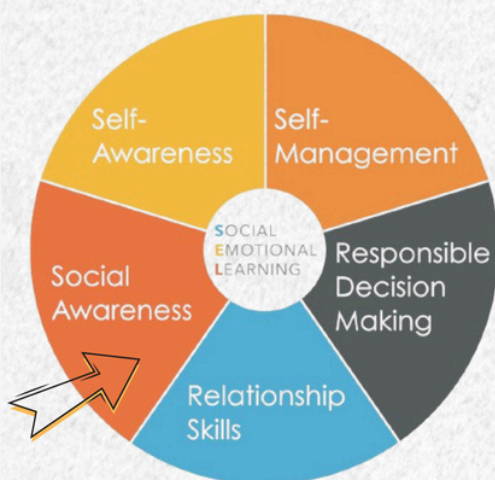 Self-
Awareness
Self-
Management
SOCIAL
EMOTIONAL
LEARNING
Social
Awareness
Responsible
Decision
Making
Relationship
Skills